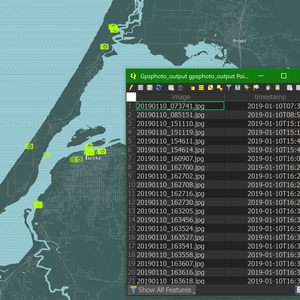 Arcata
Eureka
Gpsphoto_output gpsphoto_output Poi...
Image timestamp
1 20190110_073741.jpg 2019-01-10T07:3
2 20190110_085151.jpg 2019-01-10T08:5
3 20190110_151110.jpg 2019-01-10T15:1
4 20190110_151119.jpg 2019-01-10T15:1
5 20190110_154611.jpg 2019-01-10T15:4
6 20190110_154614.jpg 2019-01-10T15:4
7 20190110_160907.jpg 2019-01-10T16:0
8 20190110_162700.jpg 2019-01-10T16:2
9 20190110_162702.jpg 2019-01-10T16:2
10 20190110_162708.jpg 2019-01-10T16:2
11 20190110_162716.jpg 2019-01-10T16:2
12 20190110_162730.jpg 2019-01-10T16:2
13 20190110_163205.jpg 2019-01-10T16:3
14 20190110_163456.jpg 2019-01-10T16:3
15 20190110_163524.jpg 2019-01-10T16:3
16 20190110_163527.jpg 2019-01-10T16:3
17 20190110_163541.jpg 2019-01-10T16:3
18 20190110_163558.jpg 2019-01-10T16:3
19 20190110_163607.jpg 2019-01-10T16:3
20 20190110_163616.jpg 2019-01-10T16:3
21 20190110_163618.jpg 2019-01-10T16:3
Show All Features